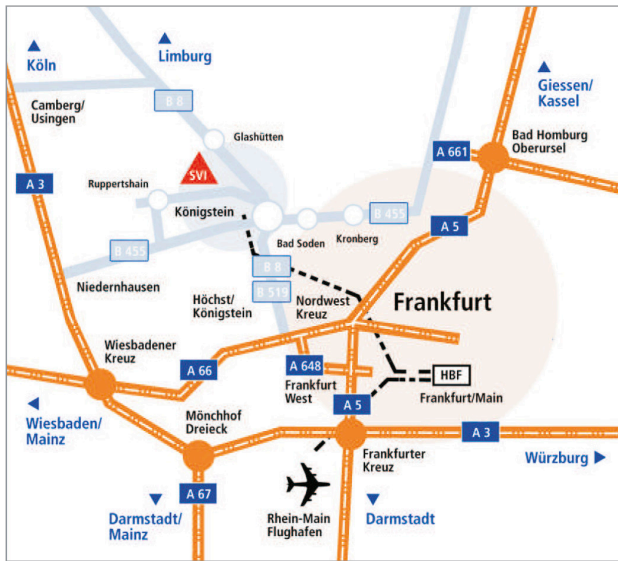 Köln
Limburg
Giessen/
Kassel
B 8
Camberg/
Usingen
Glashütten
Bad Homburg
Oberursel
A 661
A 3
SVI
Ruppertshain
Königstein
B 455
A 5
Bad Soden
Kronberg
B 455
B 8
Niedernhausen
B 519
Höchst/
Königstein
Nordwest
Kreuz
Frankfurt
Wiesbadener
Kreuz
A 66
A 648
Frankfurt
West
HBF
Frankfurt/Main
Wiesbaden/
Mainz
Mönchhof
Dreieck
A 5
A 3
Frankfurter
Kreuz
Würzburg
A 67
Darmstadt/
Mainz
Rhein-Main
Flughafen
Darmstadt